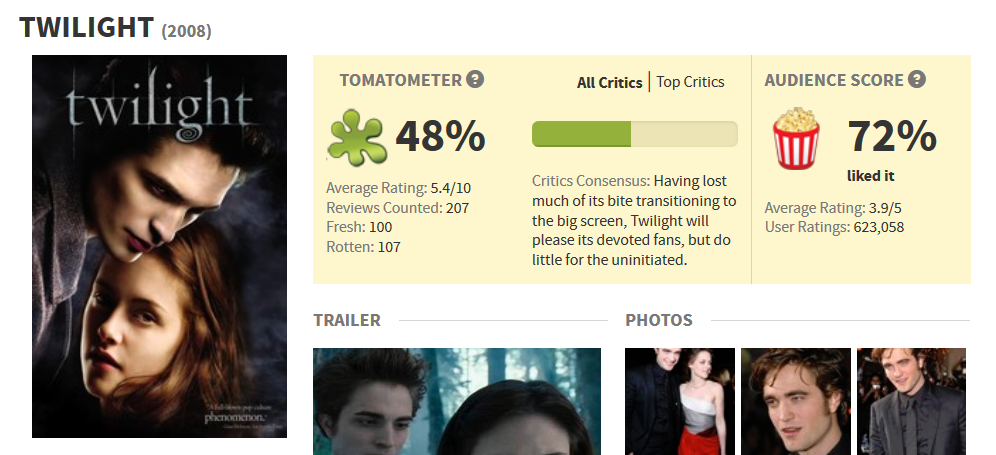 TWILIGHT (2008)
twilight
"A full-blown pop culture
phenomenon."
TOMATOMETER ?
All Critics | Top Critics
48%
Average Rating: 5.4/10
Reviews Counted: 207
Fresh: 100
Rotten: 107
Critics Consensus: Having lost
much of its bite transitioning to
the big screen, Twilight will
please its devoted fans, but do
little for the uninitiated.
AUDIENCE SCORE ?
72%
liked it
Average Rating: 3.9/5
User Ratings: 623,058
TRAILER
PHOTOS